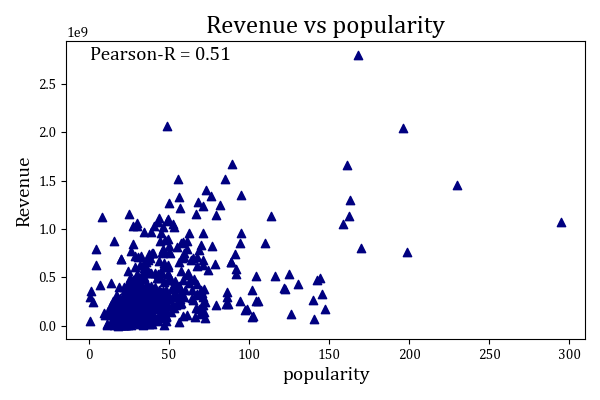 Revenue vs popularity
1e9
Pearson-R = 0.51
2.5
2.0
1.5
1.0
0.5
0.0
Revenue
0 50 100 150 200 250 300
popularity